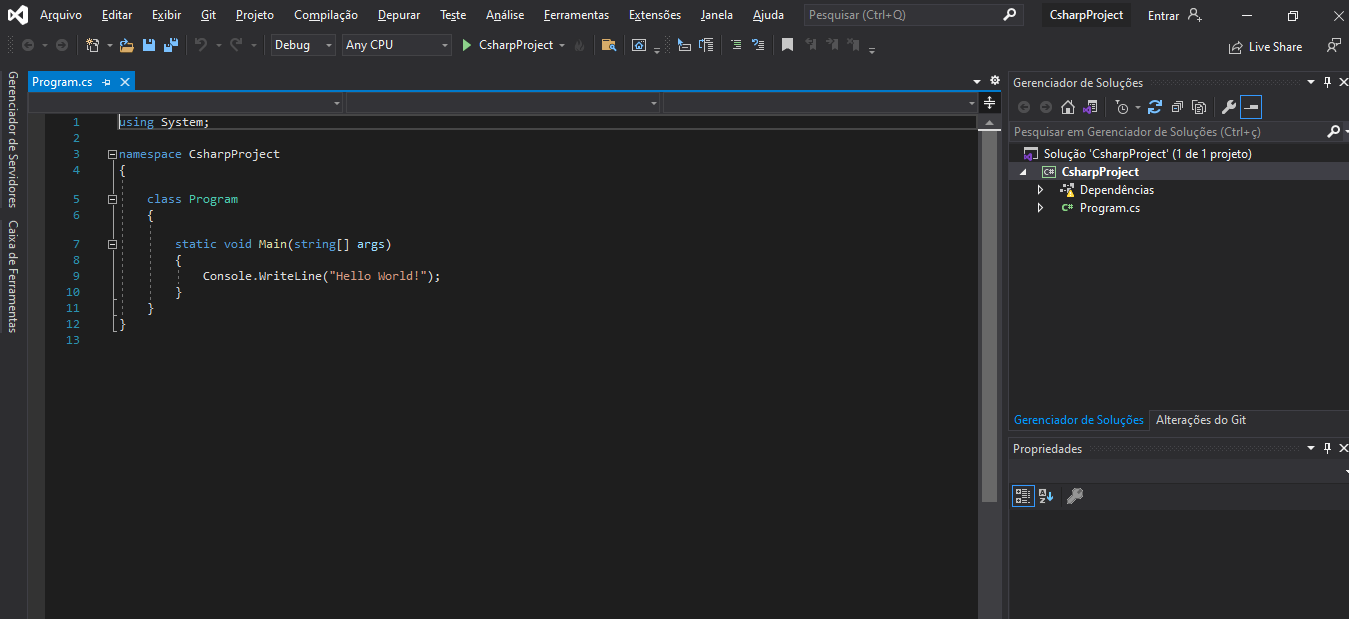 Arquivo Editar Exibir Git Projeto Compilação Depurar Teste Análise Ferramentas Extensões Janela Ajuda Pesquisar (Ctrl+Q) CsharpProject Entrar
Debug Any CPU CsharpProject Live Share
Gerenciador de Servidores
Caixa de Ferramentas
Program.cs
1 using System;
2
3 namespace CsharpProject
4 {
5 class Program
6 {
7 static void Main(string[] args)
8 {
9 Console.WriteLine("Hello World!");
10 }
11 }
12 }
13
Gerenciador de Soluções
Pesquisar em Gerenciador de Soluções (Ctrl+ç)
Solução 'CsharpProject' (1 de 1 projeto)
C# CsharpProject
Dependências
C# Program.cs
Gerenciador de Soluções Alterações do Git
Propriedades